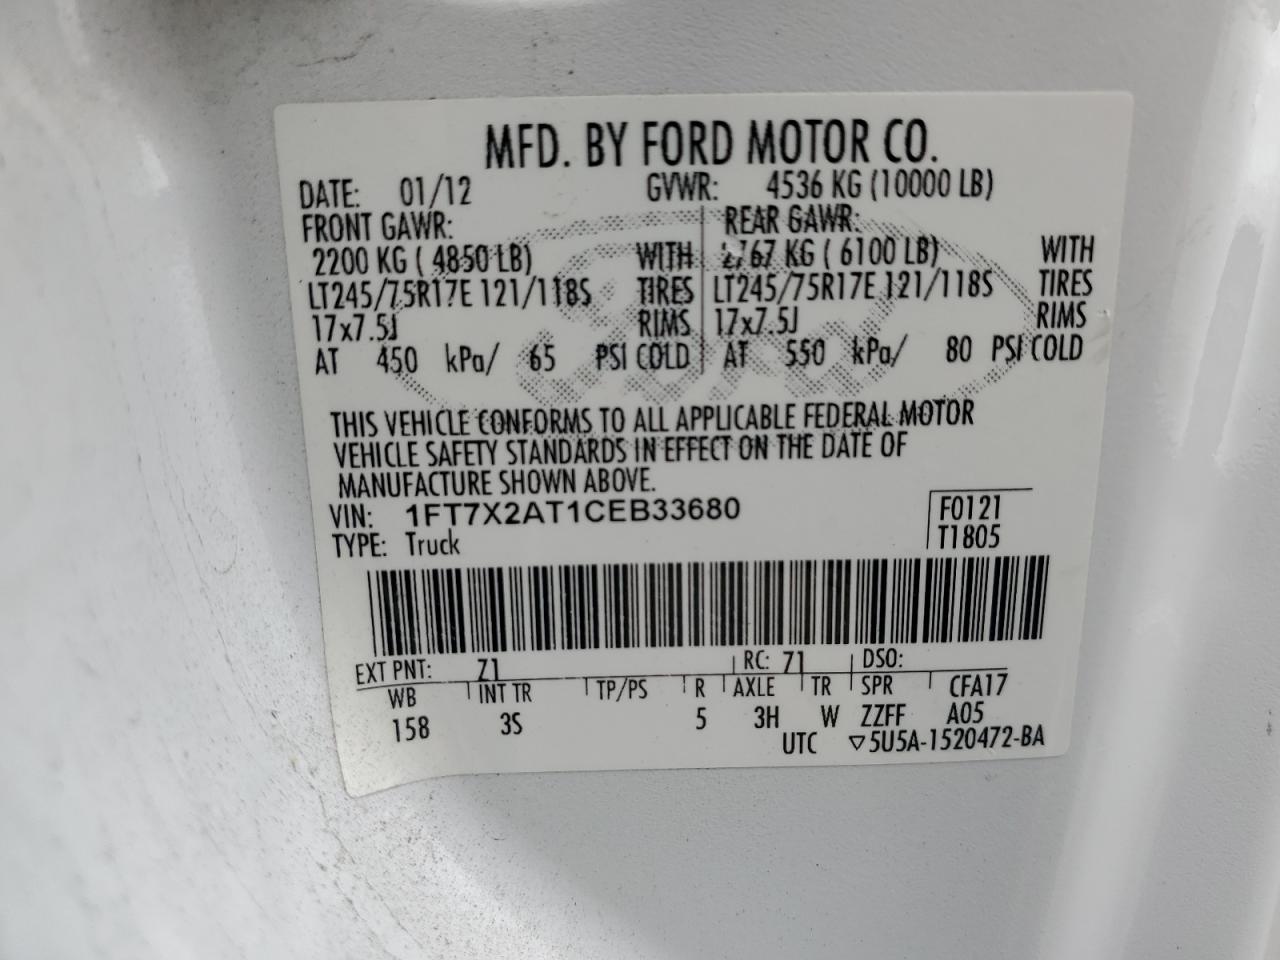 MFD. BY FORD MOTOR CO.
DATE: 01/12 GVWR: 4536 KG (10000 LB)
FRONT GAWR: REAR GAWR:
2200 KG ( 4850 LB) WITH 2767 KG ( 6100 LB) WITH
LT245/75R17E 121/118S TIRES LT245/75R17E 121/118S TIRES
17x7.5J RIMS 17x7.5J RIMS
AT 450 kPa/ 65 PSI COLD AT 550 kPa/ 80 PSI COLD
THIS VEHICLE CONFORMS TO ALL APPLICABLE FEDERAL MOTOR
VEHICLE SAFETY STANDARDS IN EFFECT ON THE DATE OF
MANUFACTURE SHOWN ABOVE.
VIN: 1FT7X2AT1CEB33680 F0121
TYPE: Truck T1805
EXT PNT: Z1 RC: 71 DSO:
WB INT TR TP/PS R AXLE TR SPR CFA17
158 3S 5 3H W ZZFF A05
UTC ▽5U5A-1520472-BA
Ford